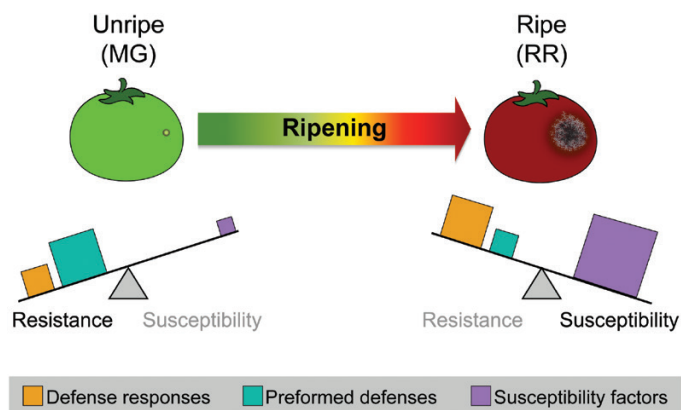 Unripe
(MG)
Ripe
(RR)
Ripening
Resistance
Susceptibility
Resistance
Susceptibility
Defense responses
Preformed defenses
Susceptibility factors